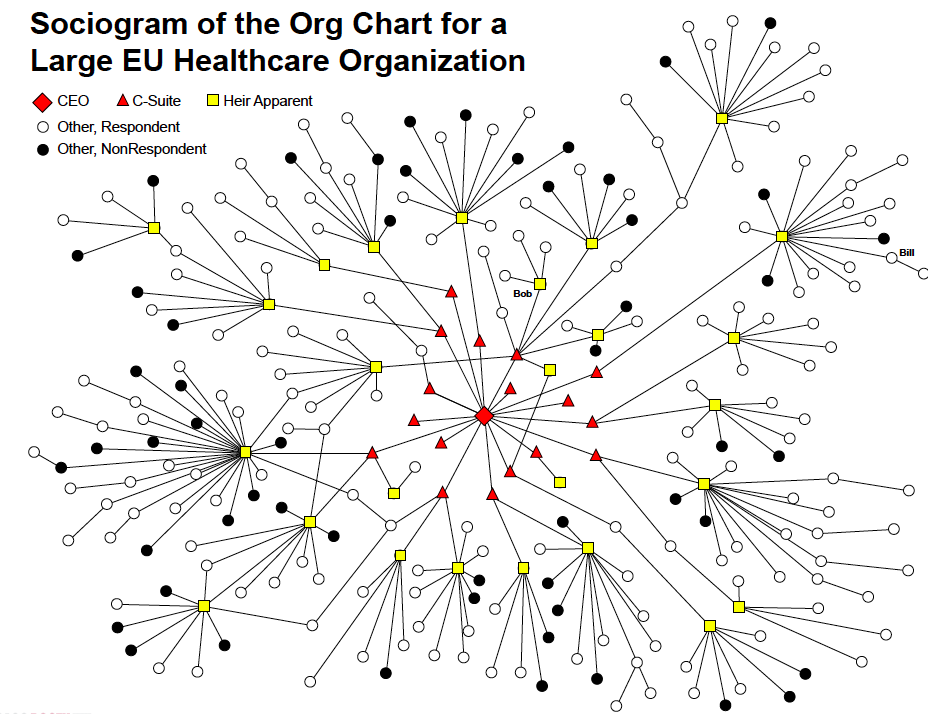 Sociogram of the Org Chart for a
Large EU Healthcare Organization
CEO C-Suite Heir Apparent
Other, Respondent
Other, NonRespondent
Bill
Bob